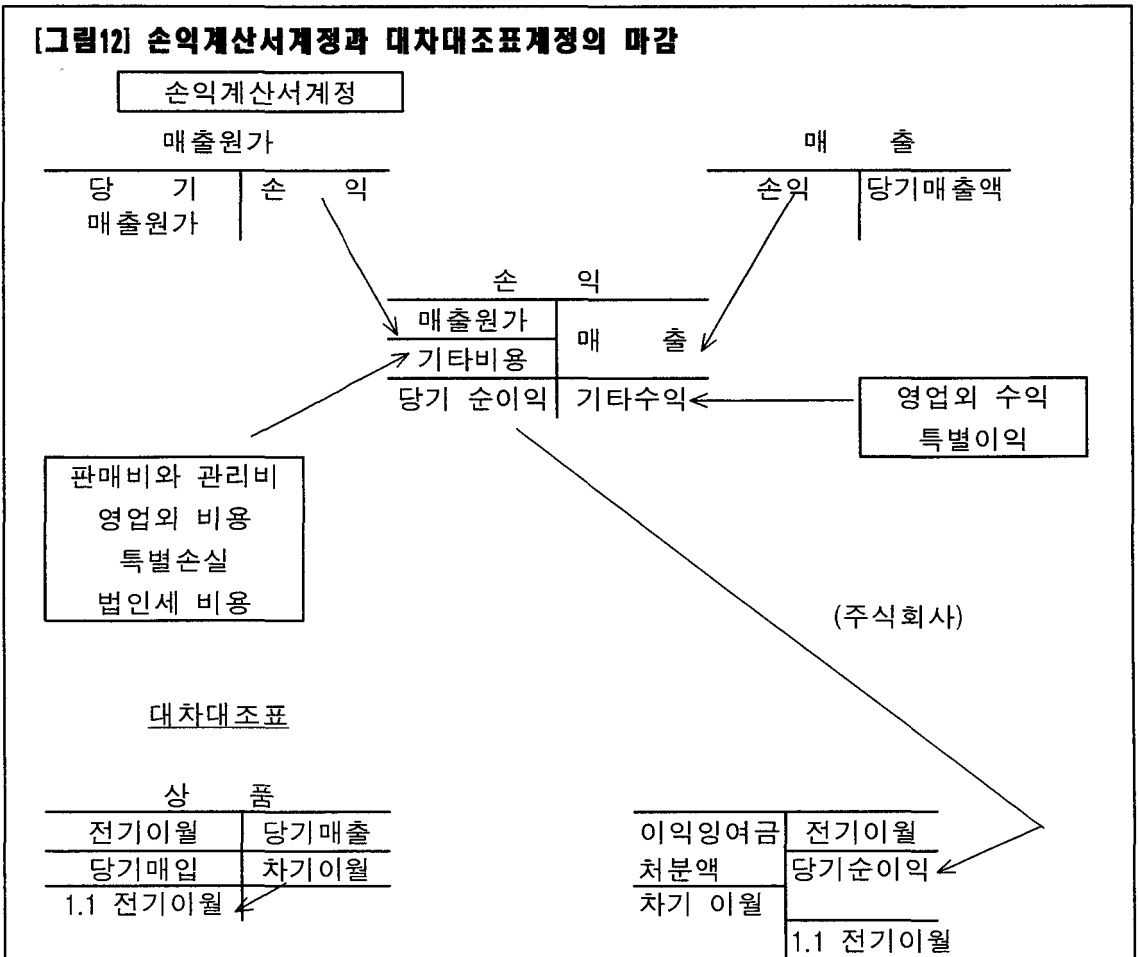 [그림12] 손익계산서계정과 대차대조표계정의 마감
손익계산서계정
매출원가
매 출
당 기 손 익
매출원가
손익 당기매출액
손 익
매출원가
매 출
기타비용
당기 순이익 기타수익
영업외 수익
특별이익
판매비와 관리비
영업외 비용
특별손실
법인세 비용
(주식회사)
대차대조표
상 품
전기이월 당기매출
당기매입 차기이월
1.1 전기이월
이익잉여금 전기이월
처분액 당기순이익
차기 이월
1.1 전기이월